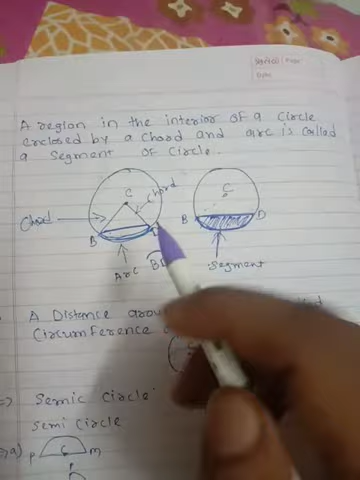 Date
A region in the interior of a circle
enclosed by a chord and arc is called
a segment of circle.
C
chord
Chord
B
D
Arc
BD
C
B
D
segment
A Distance
Circumference
=> Semic circle
Semi circle
=> a)
P
C
m